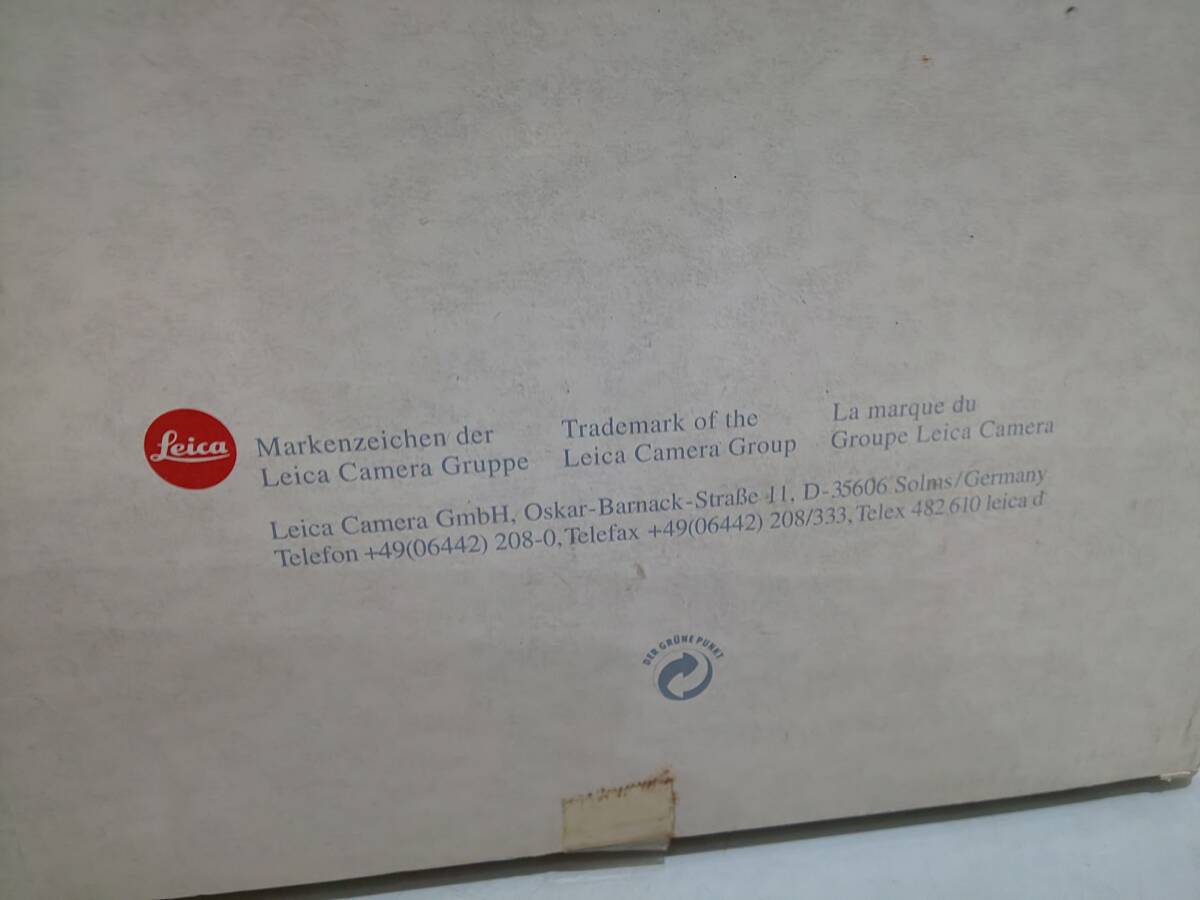 Leica
Markenzeichen der
Leica Camera Gruppe
Trademark of the
Leica Camera Group
La marque du
Groupe Leica Camera
Leica Camera GmbH, Oskar-Barnack-Straße 11, D-35606 Solms/Germany
Telefon +49(06442) 208-0, Telefax +49(06442) 208/333, Telex 482 610 leica d
DER GRÜNE PUNKT